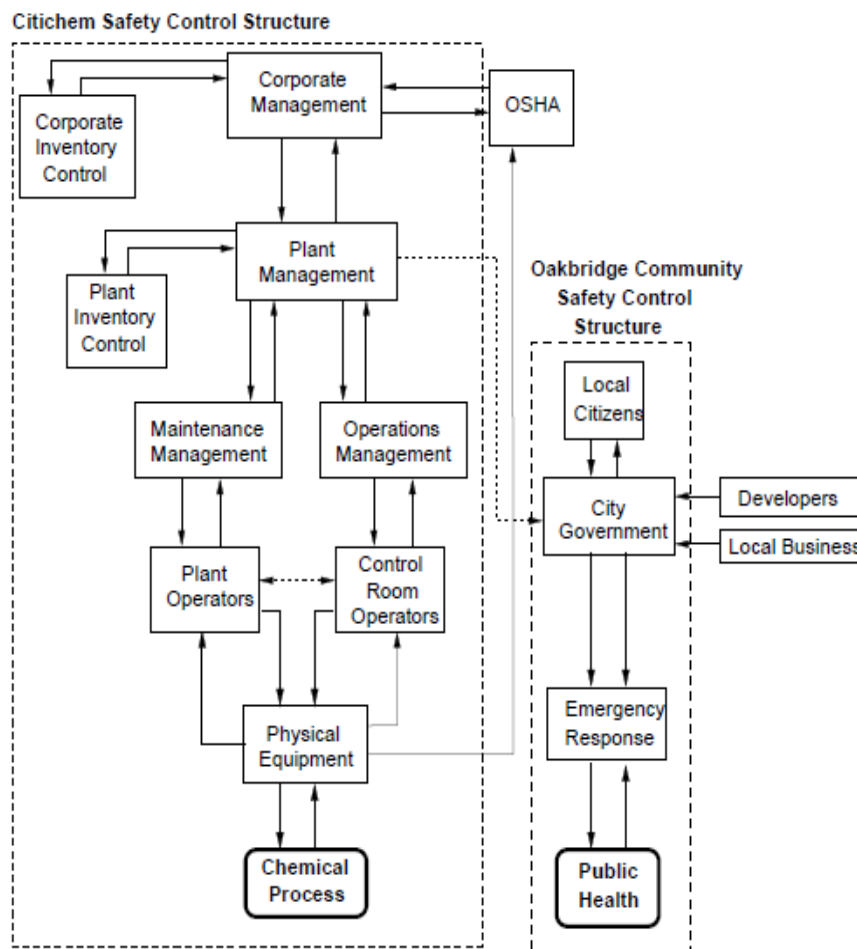 Citichem Safety Control Structure
Corporate
Management
OSHA
Corporate
Inventory
Control
Plant
Management
Oakbridge Community
Safety Control
Structure
Plant
Inventory
Control
Local
Citizens
Maintenance
Management
Operations
Management
City
Government
Developers
Local Business
Plant
Operators
Control
Room
Operators
Emergency
Response
Physical
Equipment
Chemical
Process
Public
Health